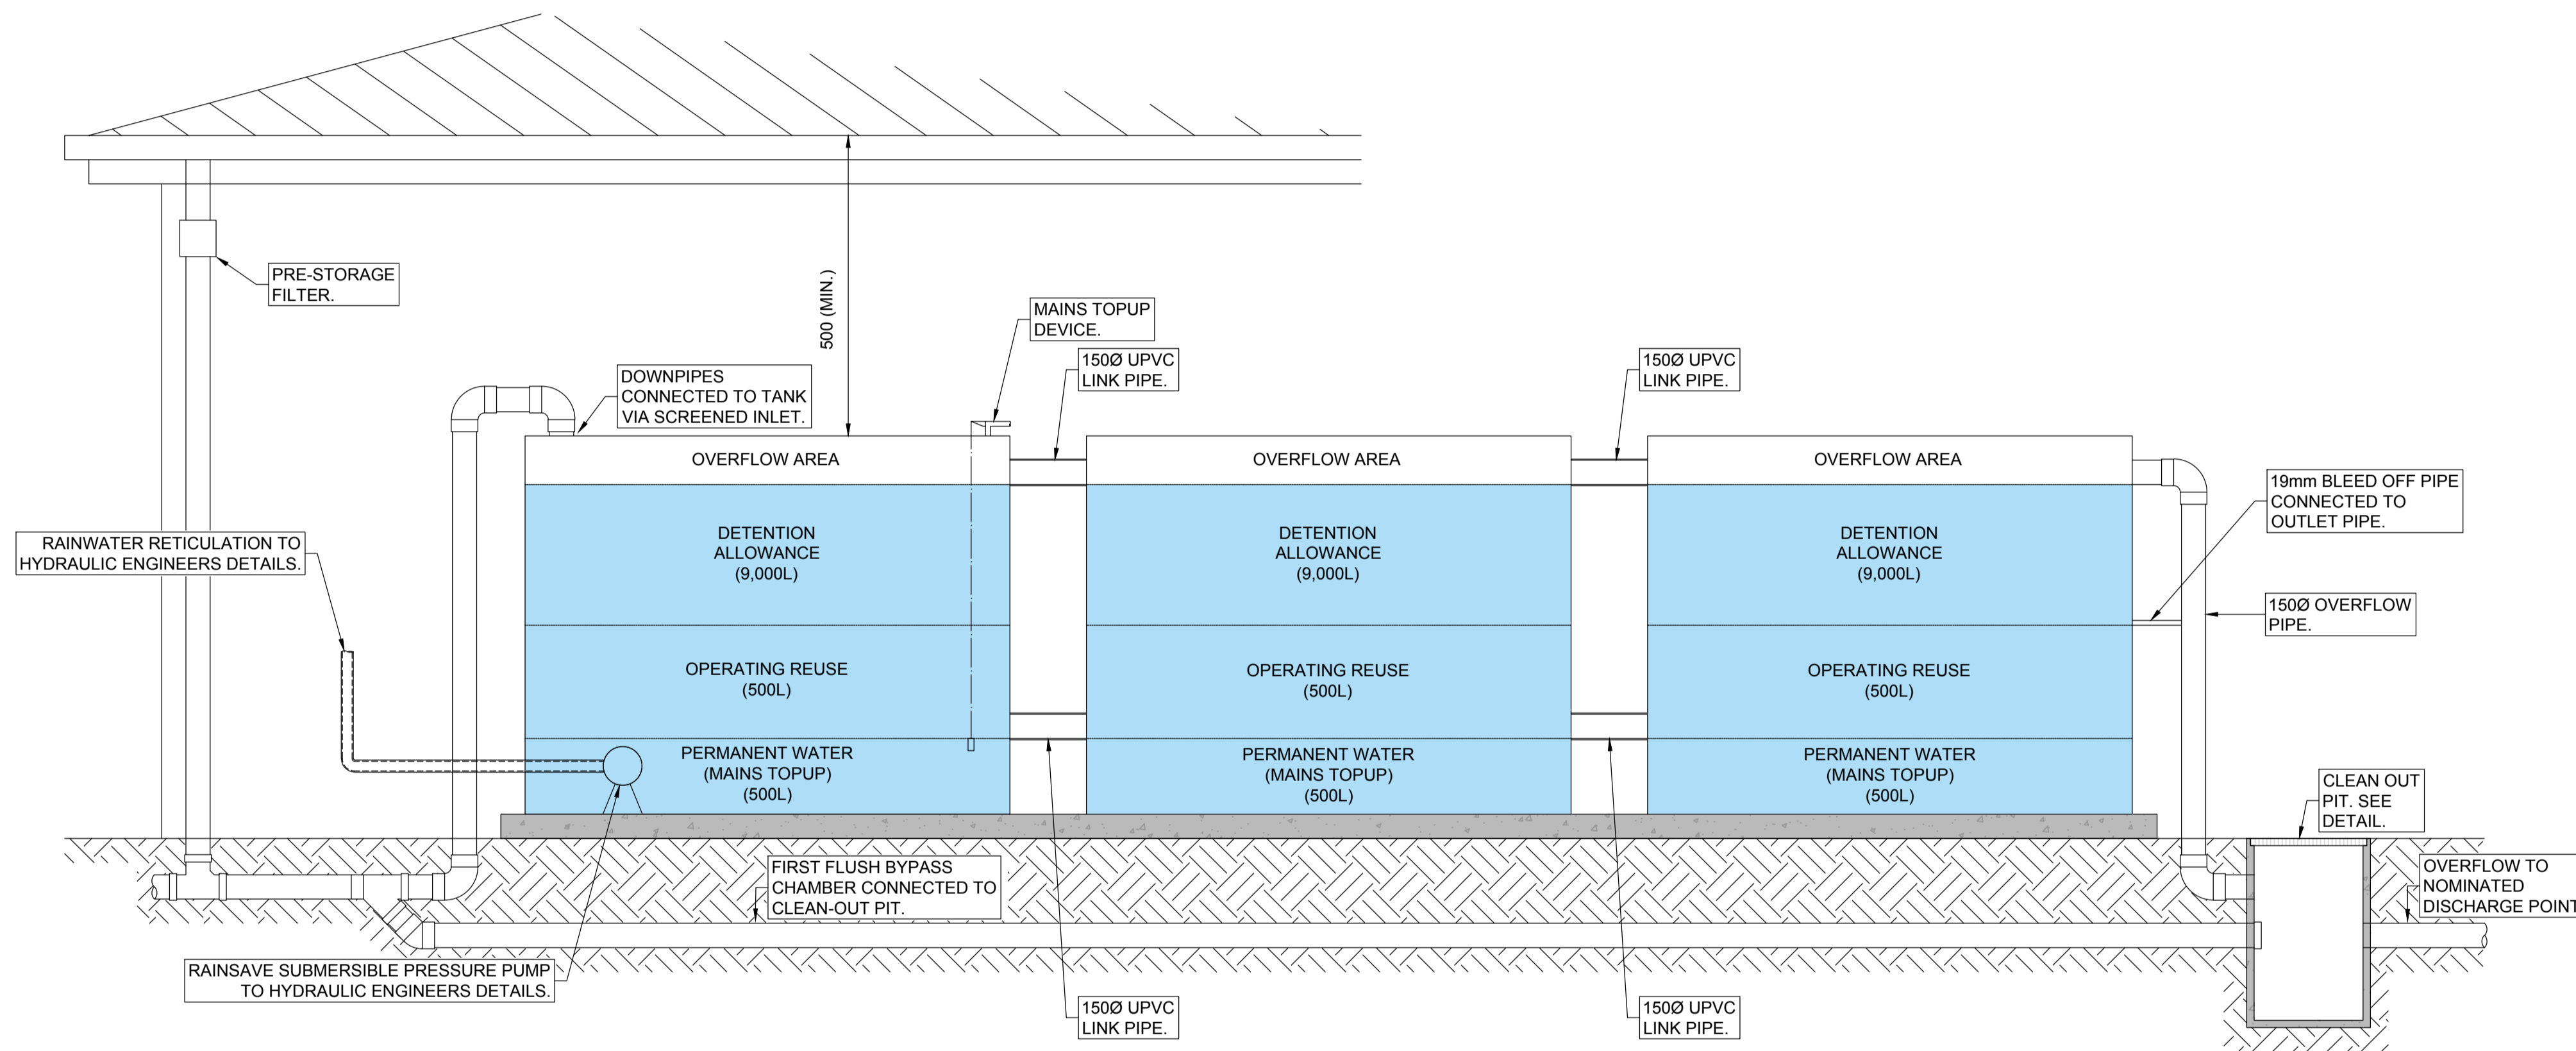 PRE-STORAGE
FILTER.
500 (MIN.)
MAINS TOPUP
DEVICE.
150Ø UPVC
LINK PIPE.
150Ø UPVC
LINK PIPE.
DOWNPIPES
CONNECTED TO TANK
VIA SCREENED INLET.
OVERFLOW AREA
OVERFLOW AREA
OVERFLOW AREA
19mm BLEED OFF PIPE
CONNECTED TO
OUTLET PIPE.
RAINWATER RETICULATION TO
HYDRAULIC ENGINEERS DETAILS.
DETENTION
ALLOWANCE
(9,000L)
DETENTION
ALLOWANCE
(9,000L)
DETENTION
ALLOWANCE
(9,000L)
150Ø OVERFLOW
PIPE.
OPERATING REUSE
(500L)
OPERATING REUSE
(500L)
OPERATING REUSE
(500L)
PERMANENT WATER
(MAINS TOPUP)
(500L)
PERMANENT WATER
(MAINS TOPUP)
(500L)
PERMANENT WATER
(MAINS TOPUP)
(500L)
CLEAN OUT
PIT. SEE
DETAIL.
FIRST FLUSH BYPASS
CHAMBER CONNECTED TO
CLEAN-OUT PIT.
OVERFLOW TO
NOMINATED
DISCHARGE POINT
RAINSAVE SUBMERSIBLE PRESSURE PUMP
TO HYDRAULIC ENGINEERS DETAILS.
150Ø UPVC
LINK PIPE.
150Ø UPVC
LINK PIPE.